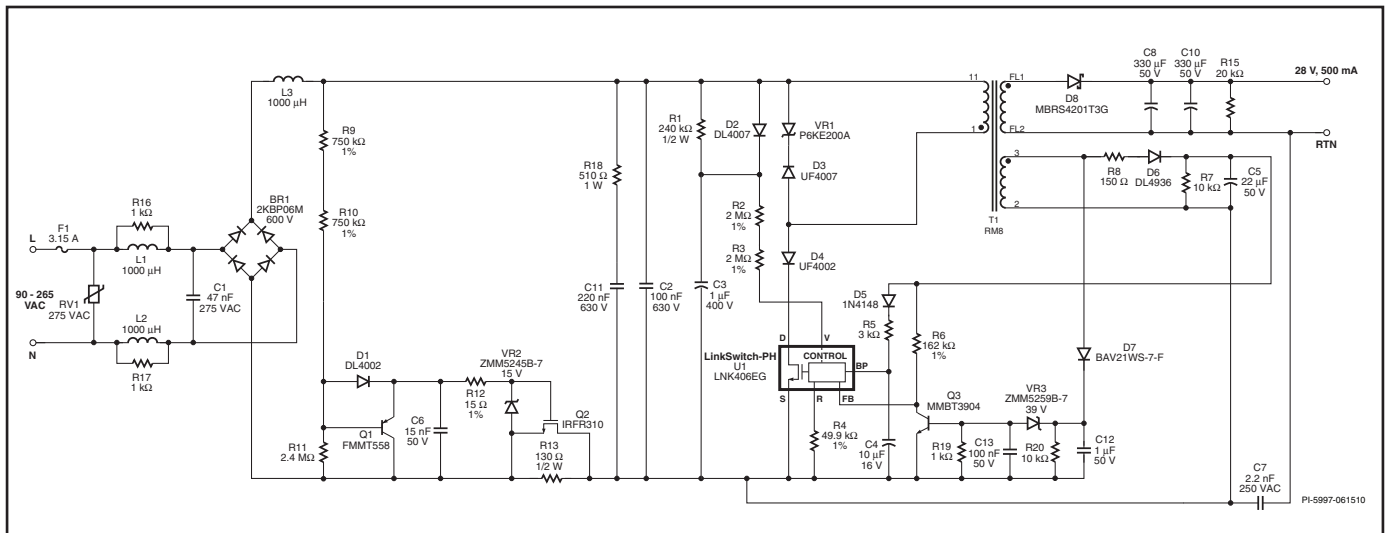 L
F1
3.15 A
90 - 265
VAC
RV1
275 VAC
N
R16
1 kΩ
L1
1000 µH
L2
1000 µH
R17
1 kΩ
C1
47 nF
275 VAC
BR1
2KBP06M
600 V
L3
1000 µH
R9
750 kΩ
1%
R10
750 kΩ
1%
R11
2.4 MΩ
D1
DL4002
Q1
FMMT558
C6
15 nF
50 V
R12
15 Ω
1%
VR2
ZMM5245B-7
15 V
Q2
IRFR310
R13
130 Ω
1/2 W
R18
510 Ω
1 W
C11
220 nF
630 V
C2
100 nF
630 V
R1
240 kΩ
1/2 W
C3
1 µF
400 V
D2
DL4007
R2
2 MΩ
1%
R3
2 MΩ
1%
VR1
P6KE200A
D3
UF4007
D4
UF4002
LinkSwitch-PH
U1
LNK406EG
D
V
CONTROL
BP
S
R
FB
R4
49.9 kΩ
1%
D5
1N4148
R5
3 kΩ
C4
10 µF
16 V
R6
162 kΩ
1%
Q3
MMBT3904
R19
1 kΩ
C13
100 nF
50 V
VR3
ZMM5259B-7
39 V
R20
10 kΩ
C12
1 µF
50 V
D7
BAV21WS-7-F
11
1
FL1
FL2
3
2
T1
RM8
D8
MBRS4201T3G
C8
330 µF
50 V
C10
330 µF
50 V
R15
20 kΩ
28 V, 500 mA
RTN
R8
150 Ω
D6
DL4936
R7
10 kΩ
C5
22 µF
50 V
C7
2.2 nF
250 VAC
PI-5997-061510